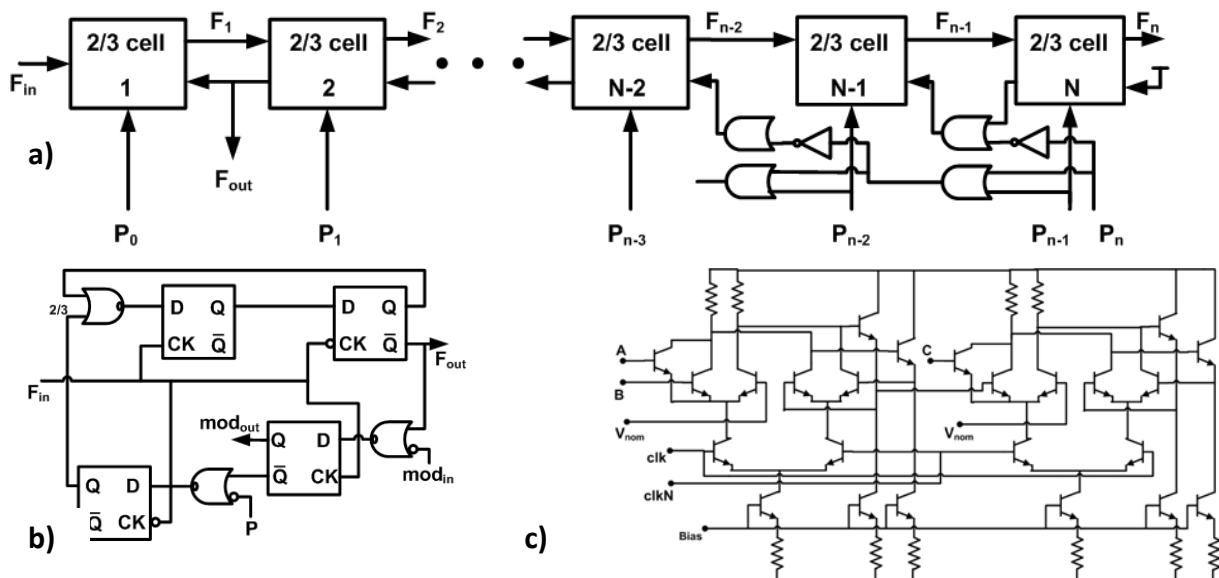 F₁ F₂ Fₙ₋₂ Fₙ₋₁ Fₙ
2/3 cell 2/3 cell 2/3 cell 2/3 cell 2/3 cell
1 2 N-2 N-1 N
Fin
a)
Fout
P₀ P₁ Pₙ₋₃ Pₙ₋₂ Pₙ₋₁ Pₙ
2/3
D Q
CK Q̅
D Q
CK Q̅
Fout
Fin
modout
Q D
Q̅ CK
modin
Q D
Q̅ CK
P
b)
A
B
C
Vnom
Vnom
clk
clkN
Bias
c)